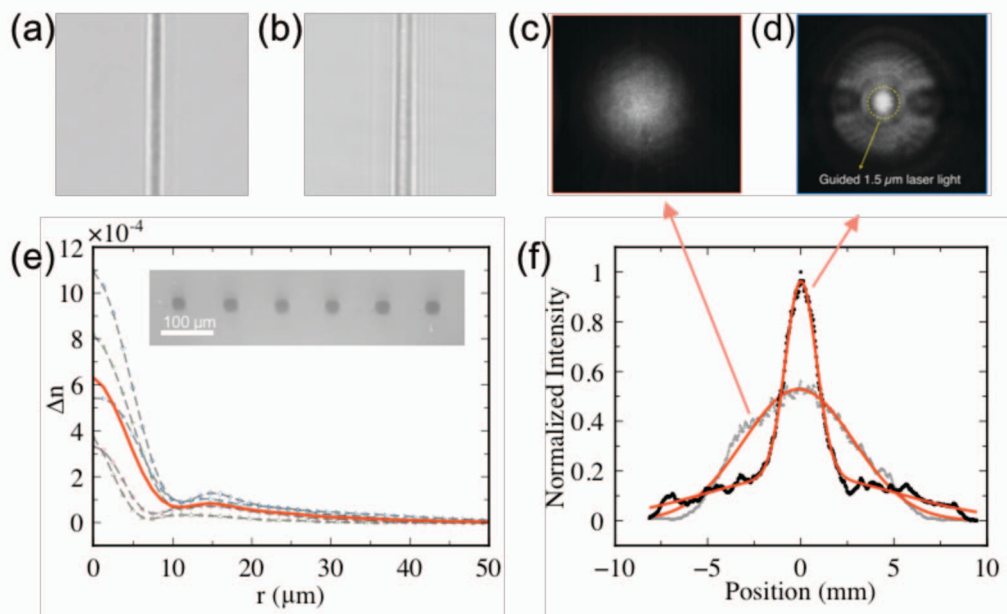 (a)
(b)
(c)
(d)
Guided 1.5 µm laser light
(e)
×10⁻⁴
12
10
8
6
4
2
0
Δn
100 µm
0
10
20
30
40
50
r (µm)
(f)
1
0.8
0.6
0.4
0.2
0
Normalized Intensity
−10
−5
0
5
10
Position (mm)